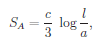 S_A = \frac{c}{3} \log \frac{l}{a},